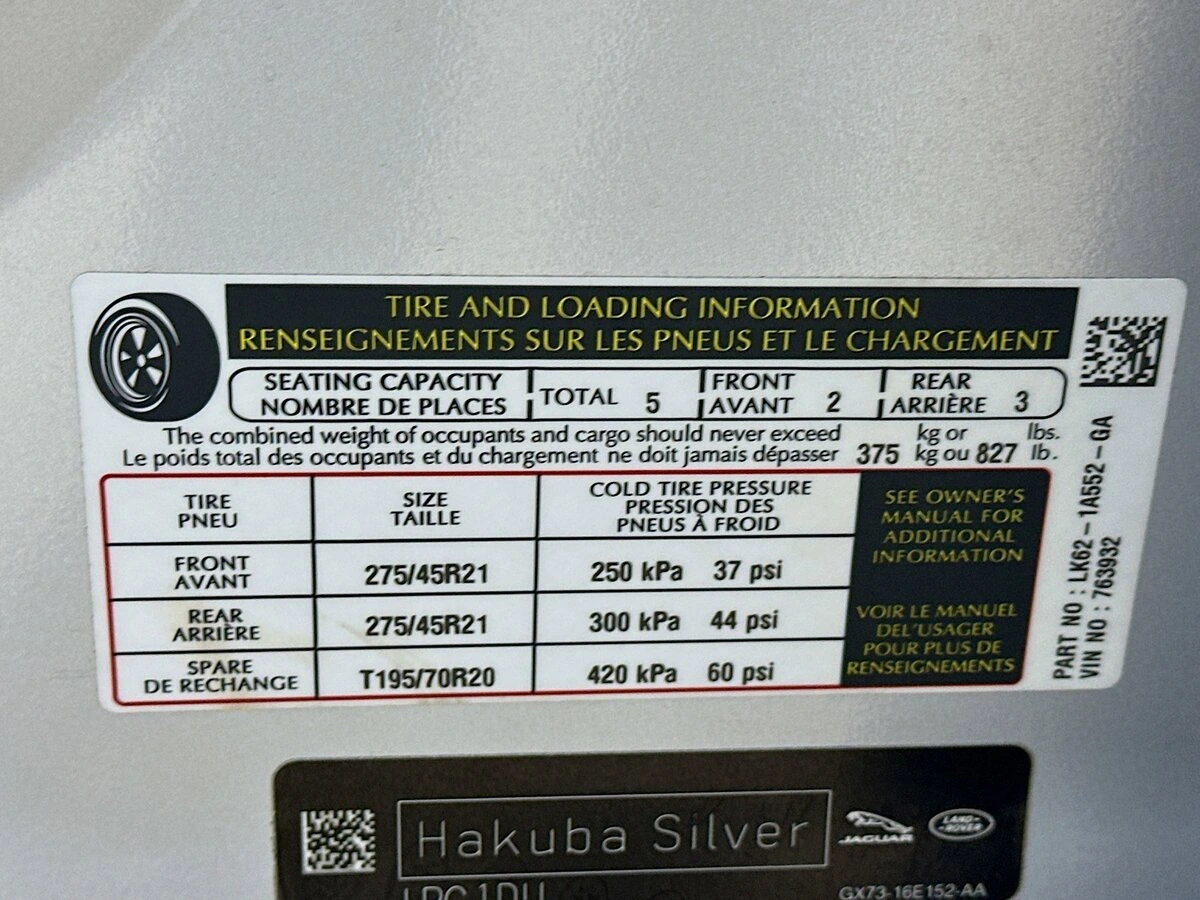 TIRE AND LOADING INFORMATION
RENSEIGNEMENTS SUR LES PNEUS ET LE CHARGEMENT
SEATING CAPACITY
NOMBRE DE PLACES
TOTAL 5
FRONT
AVANT 2
REAR
ARRIÈRE 3
The combined weight of occupants and cargo should never exceed 375 kg or 827 lbs.
Le poids total des occupants et du chargement ne doit jamais dépasser kg ou lb.
TIRE
PNEU
SIZE
TAILLE
COLD TIRE PRESSURE
PRESSION DES
PNEUS À FROID
FRONT
AVANT
275/45R21
250 kPa 37 psi
REAR
ARRIÈRE
275/45R21
300 kPa 44 psi
SPARE
DE RECHANGE
T195/70R20
420 kPa 60 psi
SEE OWNER'S
MANUAL FOR
ADDITIONAL
INFORMATION
VOIR LE MANUEL
DEL'USAGER
POUR PLUS DE
RENSEIGNEMENTS
PART NO : LK62-1A552-GA
VIN NO : 763932
Hakuba Silver
JAGUAR
LAND-
-ROVER
GX73-16E152-AA